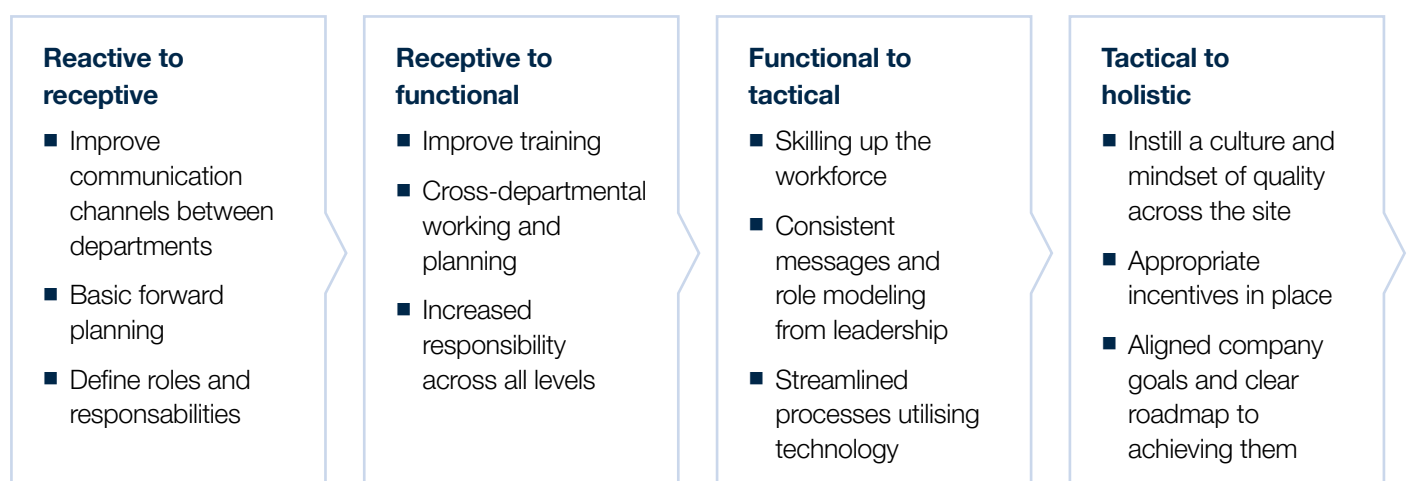 Reactive to
receptive
■ Improve
communication
channels between
departments
■ Basic forward
planning
■ Define roles and
responsabilities
Receptive to
functional
■ Improve training
■ Cross-departmental
working and
planning
■ Increased
responsibility
across all levels
Functional to
tactical
■ Skilling up the
workforce
■ Consistent
messages and
role modeling
from leadership
■ Streamlined
processes utilising
technology
Tactical to
holistic
■ Instill a culture and
mindset of quality
across the site
■ Appropriate
incentives in place
■ Aligned company
goals and clear
roadmap to
achieving them